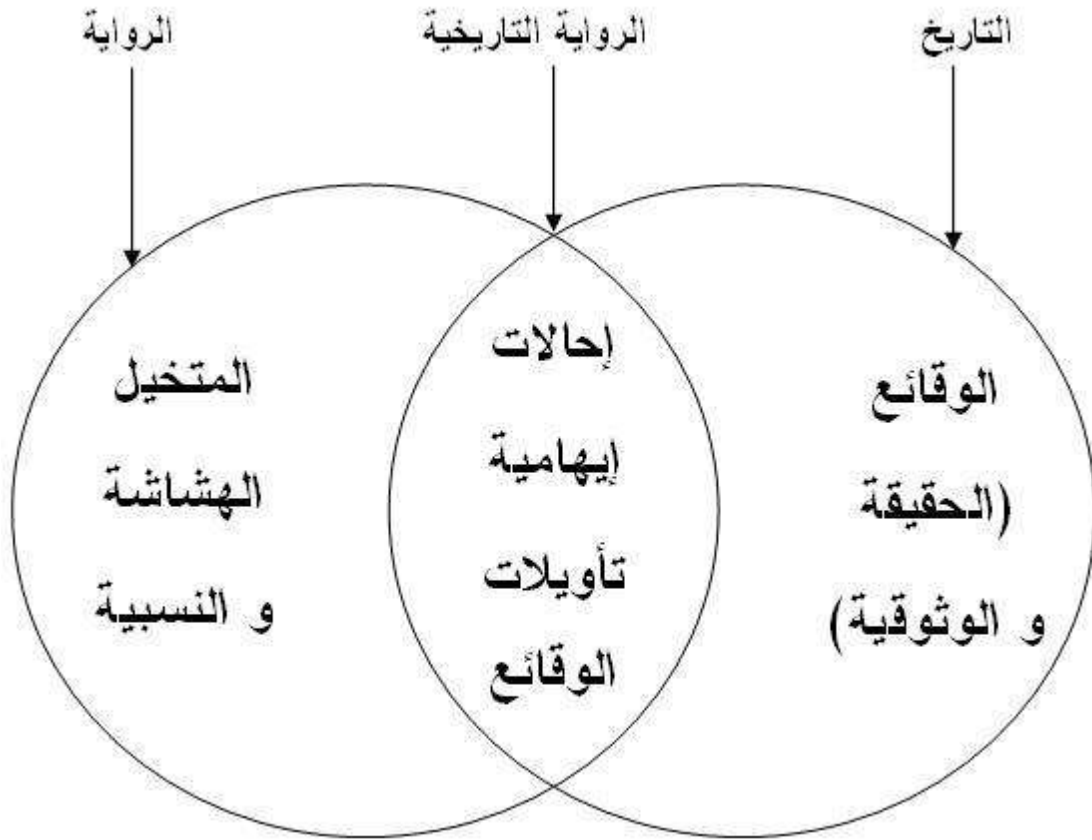 التاريخ
الرواية التاريخية
الرواية
الوقائع
(الحقيقة
و الوثوقية)
إحالات
إيهامية
تأويلات
الوقائع
المتخيل
الهشاشة
و النسبية